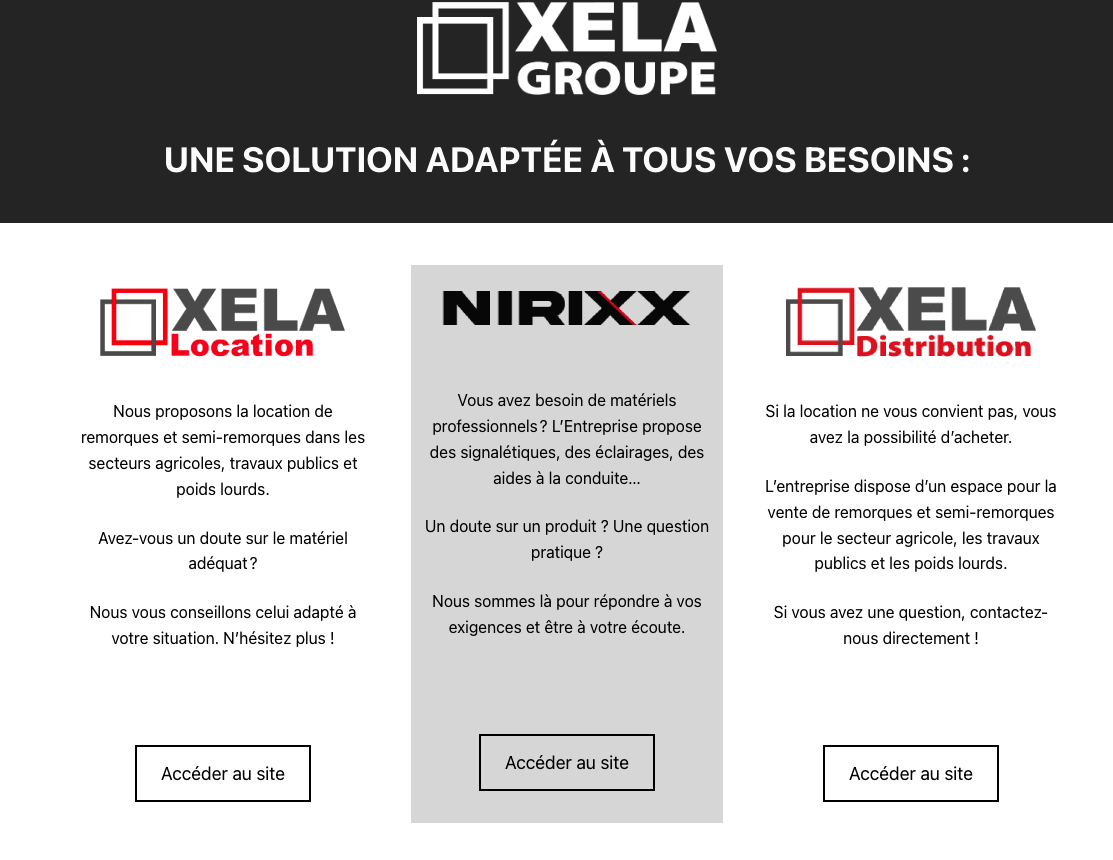 XELA
GROUPE
UNE SOLUTION ADAPTÉE À TOUS VOS BESOINS :
XELA
Location
Nous proposons la location de
remorques et semi-remorques dans les
secteurs agricoles, travaux publics et
poids lourds.
Avez-vous un doute sur le matériel
adéquat ?
Nous vous conseillons celui adapté à
votre situation. N’hésitez plus !
Accéder au site
NIRIXX
Vous avez besoin de matériels
professionnels ? L’Entreprise propose
des signalétiques, des éclairages, des
aides à la conduite…
Un doute sur un produit ? Une question
pratique ?
Nous sommes là pour répondre à vos
exigences et être à votre écoute.
Accéder au site
XELA
Distribution
Si la location ne vous convient pas, vous
avez la possibilité d’acheter.
L’entreprise dispose d’un espace pour la
vente de remorques et semi-remorques
pour le secteur agricole, les travaux
publics et les poids lourds.
Si vous avez une question, contactez-
nous directement !
Accéder au site